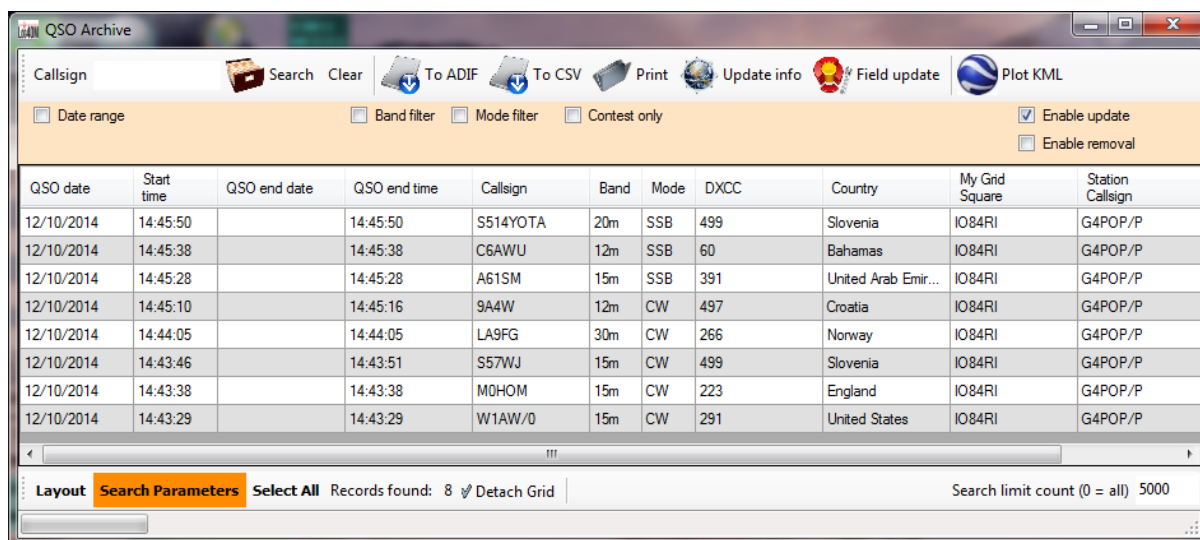 QSO Archive
Callsign Search Clear To ADIF To CSV Print Update info Field update Plot KML
Date range Band filter Mode filter Contest only Enable update
Enable removal
QSO date Start time QSO end date QSO end time Callsign Band Mode DXCC Country My Grid Square Station Callsign
12/10/2014 14:45:50 14:45:50 S514YOTA 20m SSB 499 Slovenia IO84RI G4POP/P
12/10/2014 14:45:38 14:45:38 C6AWU 12m SSB 60 Bahamas IO84RI G4POP/P
12/10/2014 14:45:28 14:45:28 A61SM 15m SSB 391 United Arab Emir... IO84RI G4POP/P
12/10/2014 14:45:10 14:45:16 9A4W 12m CW 497 Croatia IO84RI G4POP/P
12/10/2014 14:44:05 14:44:05 LA9FG 30m CW 266 Norway IO84RI G4POP/P
12/10/2014 14:43:46 14:43:51 S57WJ 15m CW 499 Slovenia IO84RI G4POP/P
12/10/2014 14:43:38 14:43:38 M0HOM 15m CW 223 England IO84RI G4POP/P
12/10/2014 14:43:29 14:43:29 W1AW/0 15m CW 291 United States IO84RI G4POP/P
Layout Search Parameters Select All Records found: 8 Detach Grid Search limit count (0 = all) 5000